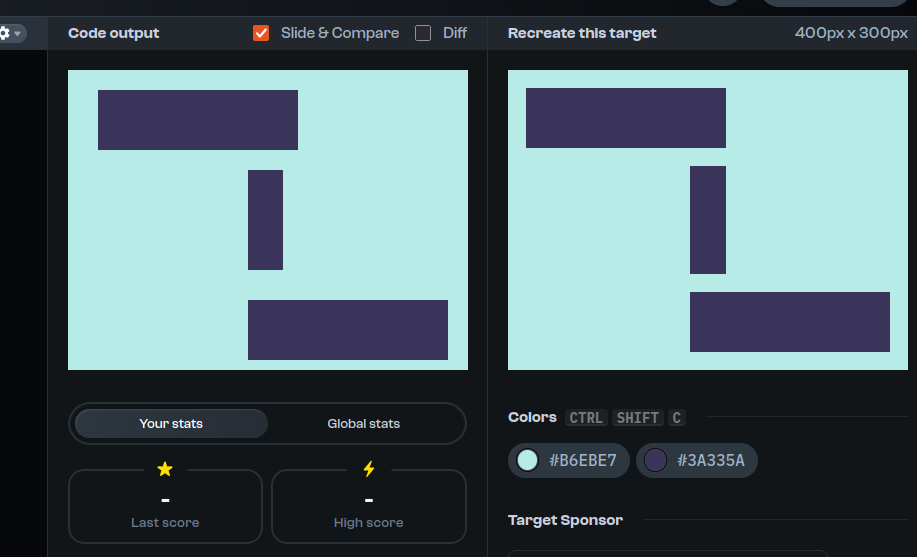 Code output
Slide & Compare
Diff
Recreate this target
400px x 300px
Your stats
Global stats
-
Last score
-
High score
Colors CTRL SHIFT C
#B6EBE7
#3A335A
Target Sponsor